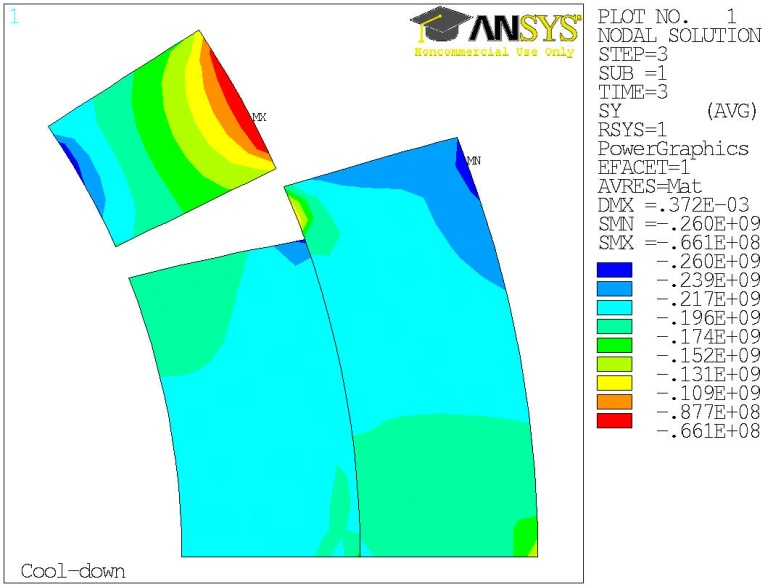 1
ANSYS
Noncommercial Use Only
MX
MN
Cool-down
PLOT NO. 1
NODAL SOLUTION
STEP=3
SUB =1
TIME=3
SY (AVG)
RSYS=1
PowerGraphics
EFACET=1
AVRES=Mat
DMX =.372E-03
SMN =-.260E+09
SMX =-.661E+08
-.260E+09
-.239E+09
-.217E+09
-.196E+09
-.174E+09
-.152E+09
-.131E+09
-.109E+09
-.877E+08
-.661E+08